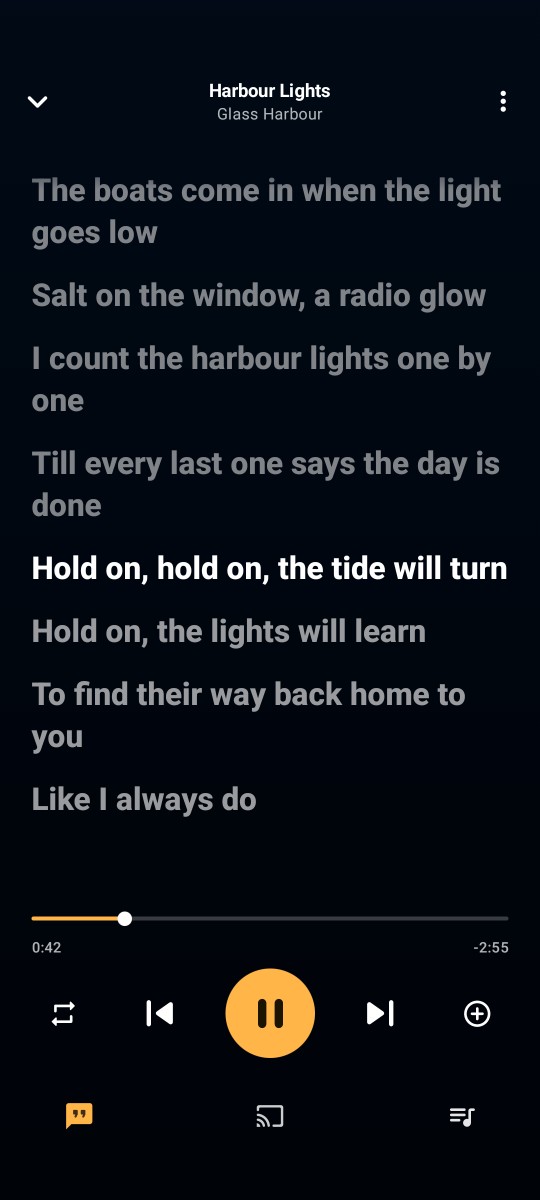 Harbour Lights
Glass Harbour
The boats come in when the light
goes low
Salt on the window, a radio glow
I count the harbour lights one by
one
Till every last one says the day is
done
Hold on, hold on, the tide will turn
Hold on, the lights will learn
To find their way back home to
you
Like I always do
0:42
-2:55